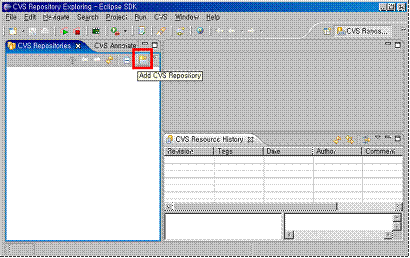 CVS Repository Exploring - Eclipse SDK
File Edit Navigate Search Project Run CVS Window Help
CVS Repos...
CVS Repositories CVS Annotate
Add CVS Repository
CVS Resource History
Revision Tags Date Author Comment